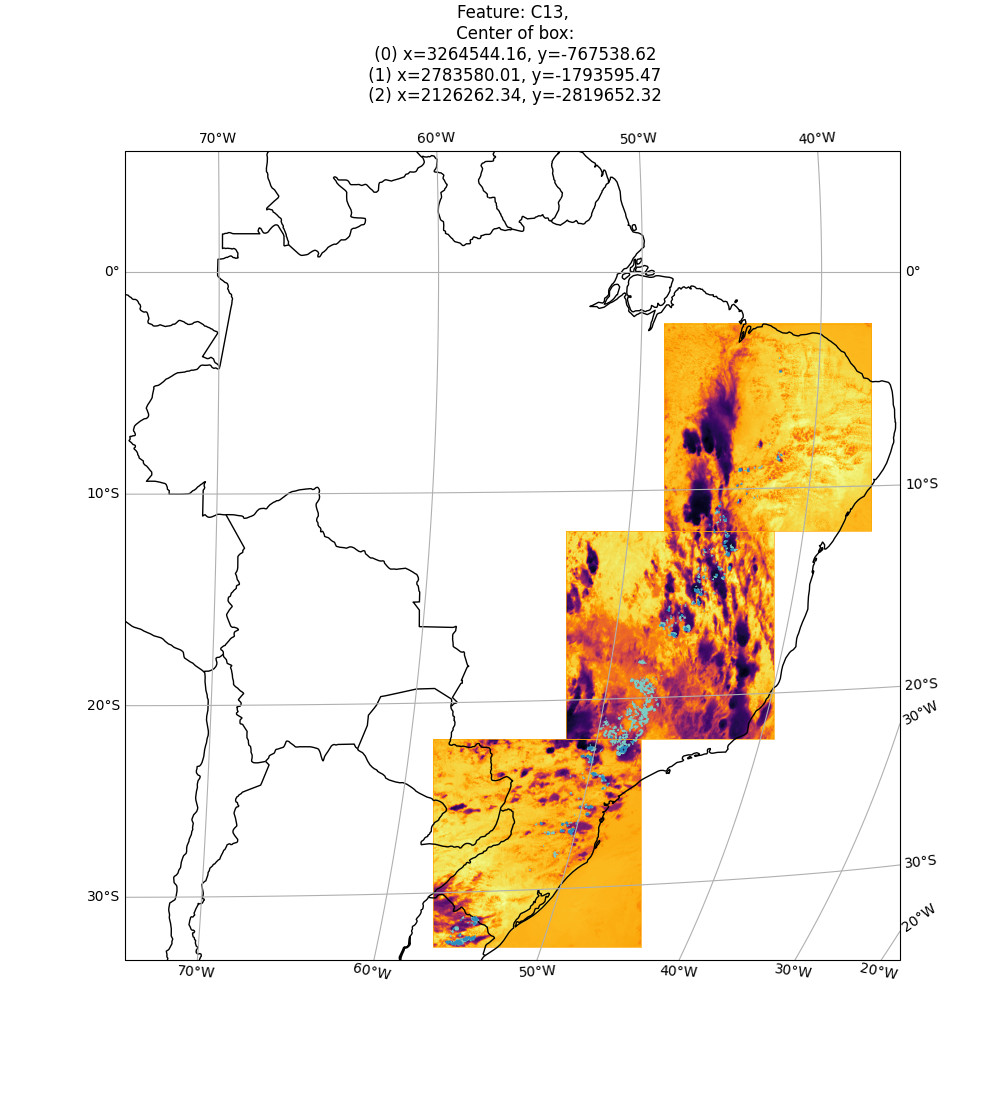 Feature: C13,
Center of box:
(0) x=3264544.16, y=-767538.62
(1) x=2783580.01, y=-1793595.47
(2) x=2126262.34, y=-2819652.32
70°W 60°W 50°W 40°W
0° 0°
10°S 10°S
20°S 20°S
30°W
30°S 30°S
20°W
70°W 60°W 50°W 40°W 30°W 20°W